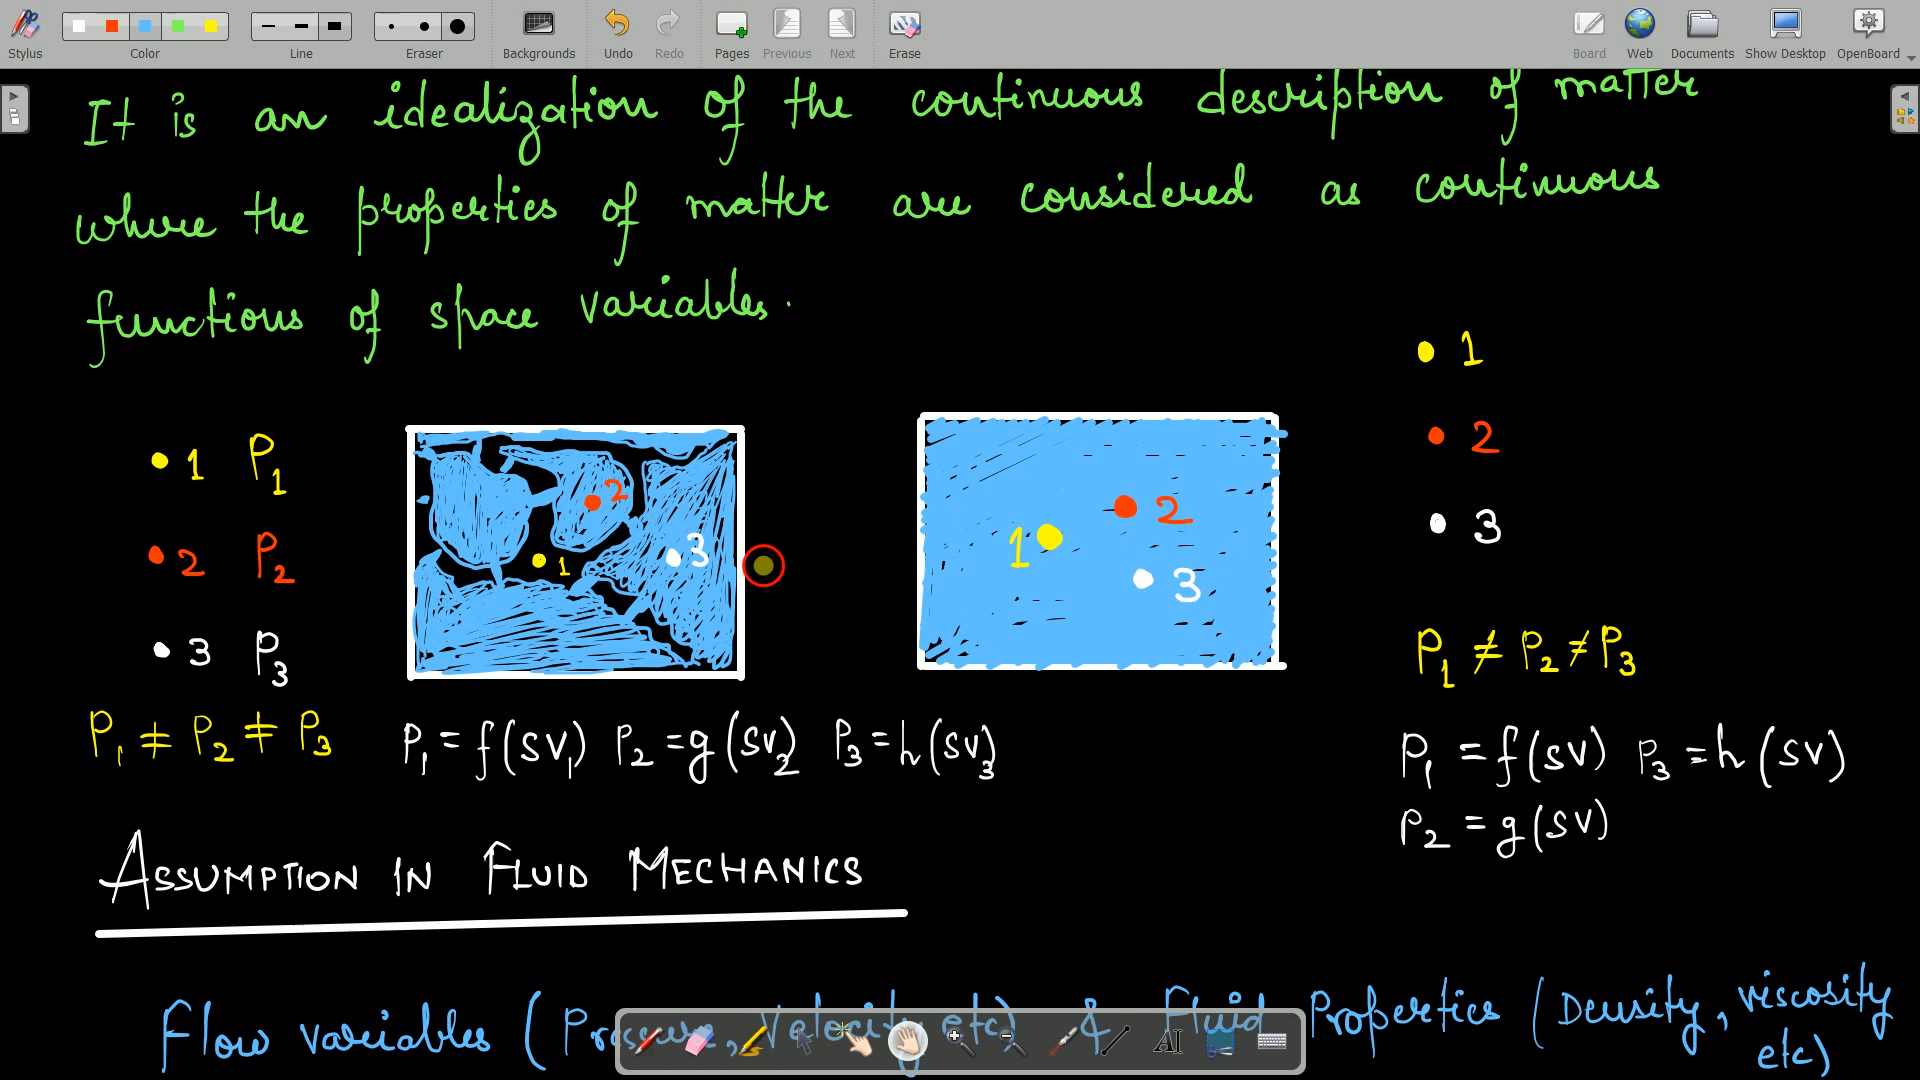 Stylus Color Line Eraser Backgrounds Undo Redo Pages Previous Next Erase Board Web Documents Show Desktop OpenBoard
It is an idealization of the continuous description of matter
where the properties of matter are considered as continuous
functions of space variables.
1 P1
2 P2
3 P3
P1 ≠ P2 ≠ P3
2
1
3
1
2
3
1
2
3
P1 ≠ P2 ≠ P3
P1 = f(SV1) P2 = g(SV2) P3 = h(SV3)
P1 = f(SV) P3 = h(SV)
P2 = g(SV)
ASSUMPTION IN FLUID MECHANICS
Flow variables (Pressure, Velocity etc) & Fluid Properties (Density, viscosity
etc)